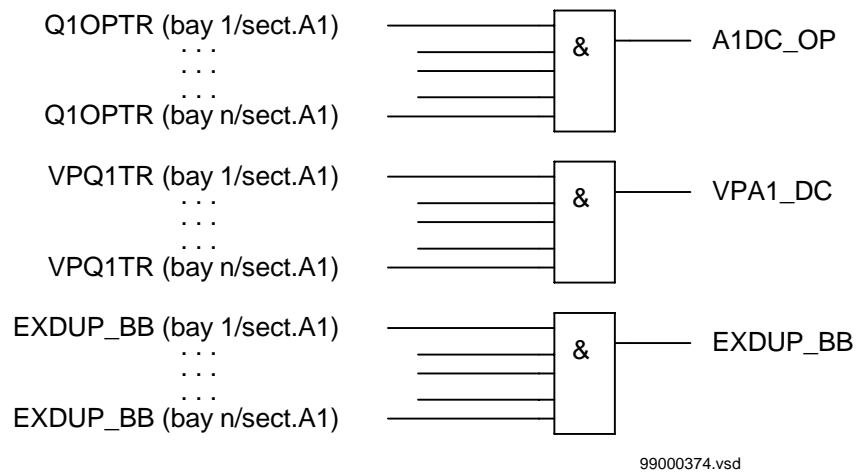 Q1OPTR (bay 1/sect.A1)
. . .
. . .
. . .
Q1OPTR (bay n/sect.A1)
&
A1DC_OP
VPQ1TR (bay 1/sect.A1)
. . .
. . .
. . .
VPQ1TR (bay n/sect.A1)
&
VPA1_DC
EXDUP_BB (bay 1/sect.A1)
. . .
. . .
. . .
EXDUP_BB (bay n/sect.A1)
&
EXDUP_BB
99000374.vsd